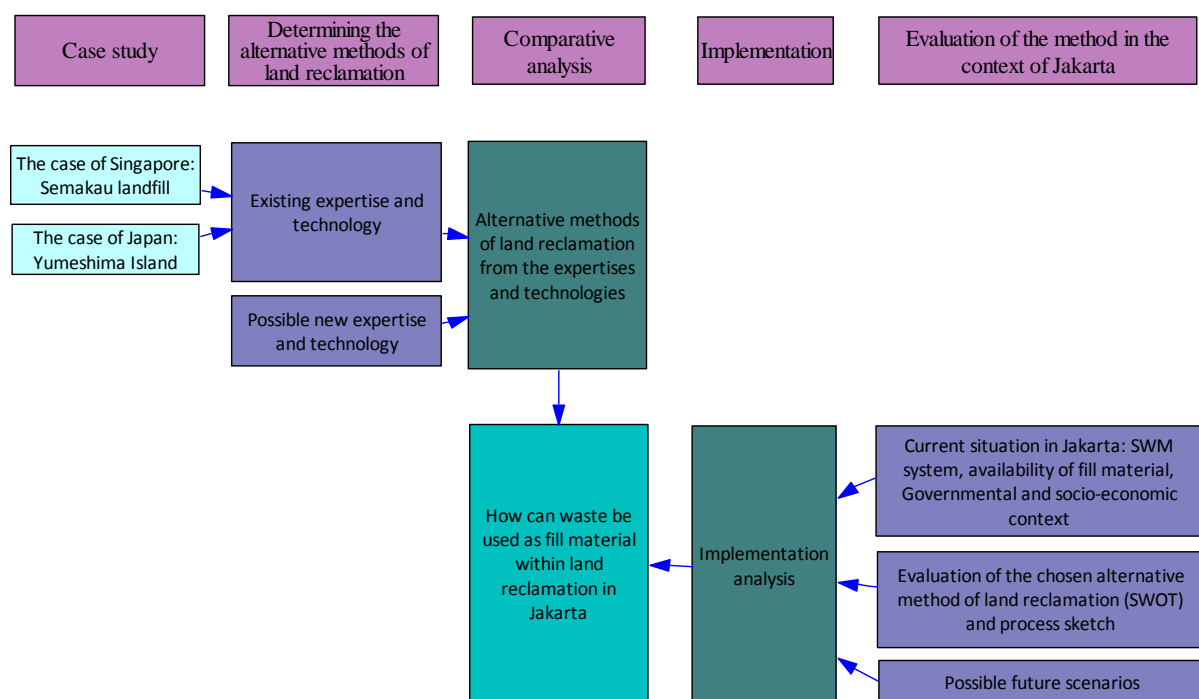 Case study
Determining the
alternative methods of
land reclamation
Comparative
analysis
Implementation
Evaluation of the method in the
context of Jakarta
The case of Singapore:
Semakau landfill
The case of Japan:
Yumeshima Island
Existing expertise and
technology
Possible new expertise
and technology
Alternative methods
of land reclamation
from the expertises
and technologies
How can waste be
used as fill material
within land
reclamation in
Jakarta
Implementation
analysis
Current situation in Jakarta: SWM
system, availability of fill material,
Governmental and socio-economic
context
Evaluation of the chosen alternative
method of land reclamation (SWOT)
and process sketch
Possible future scenarios